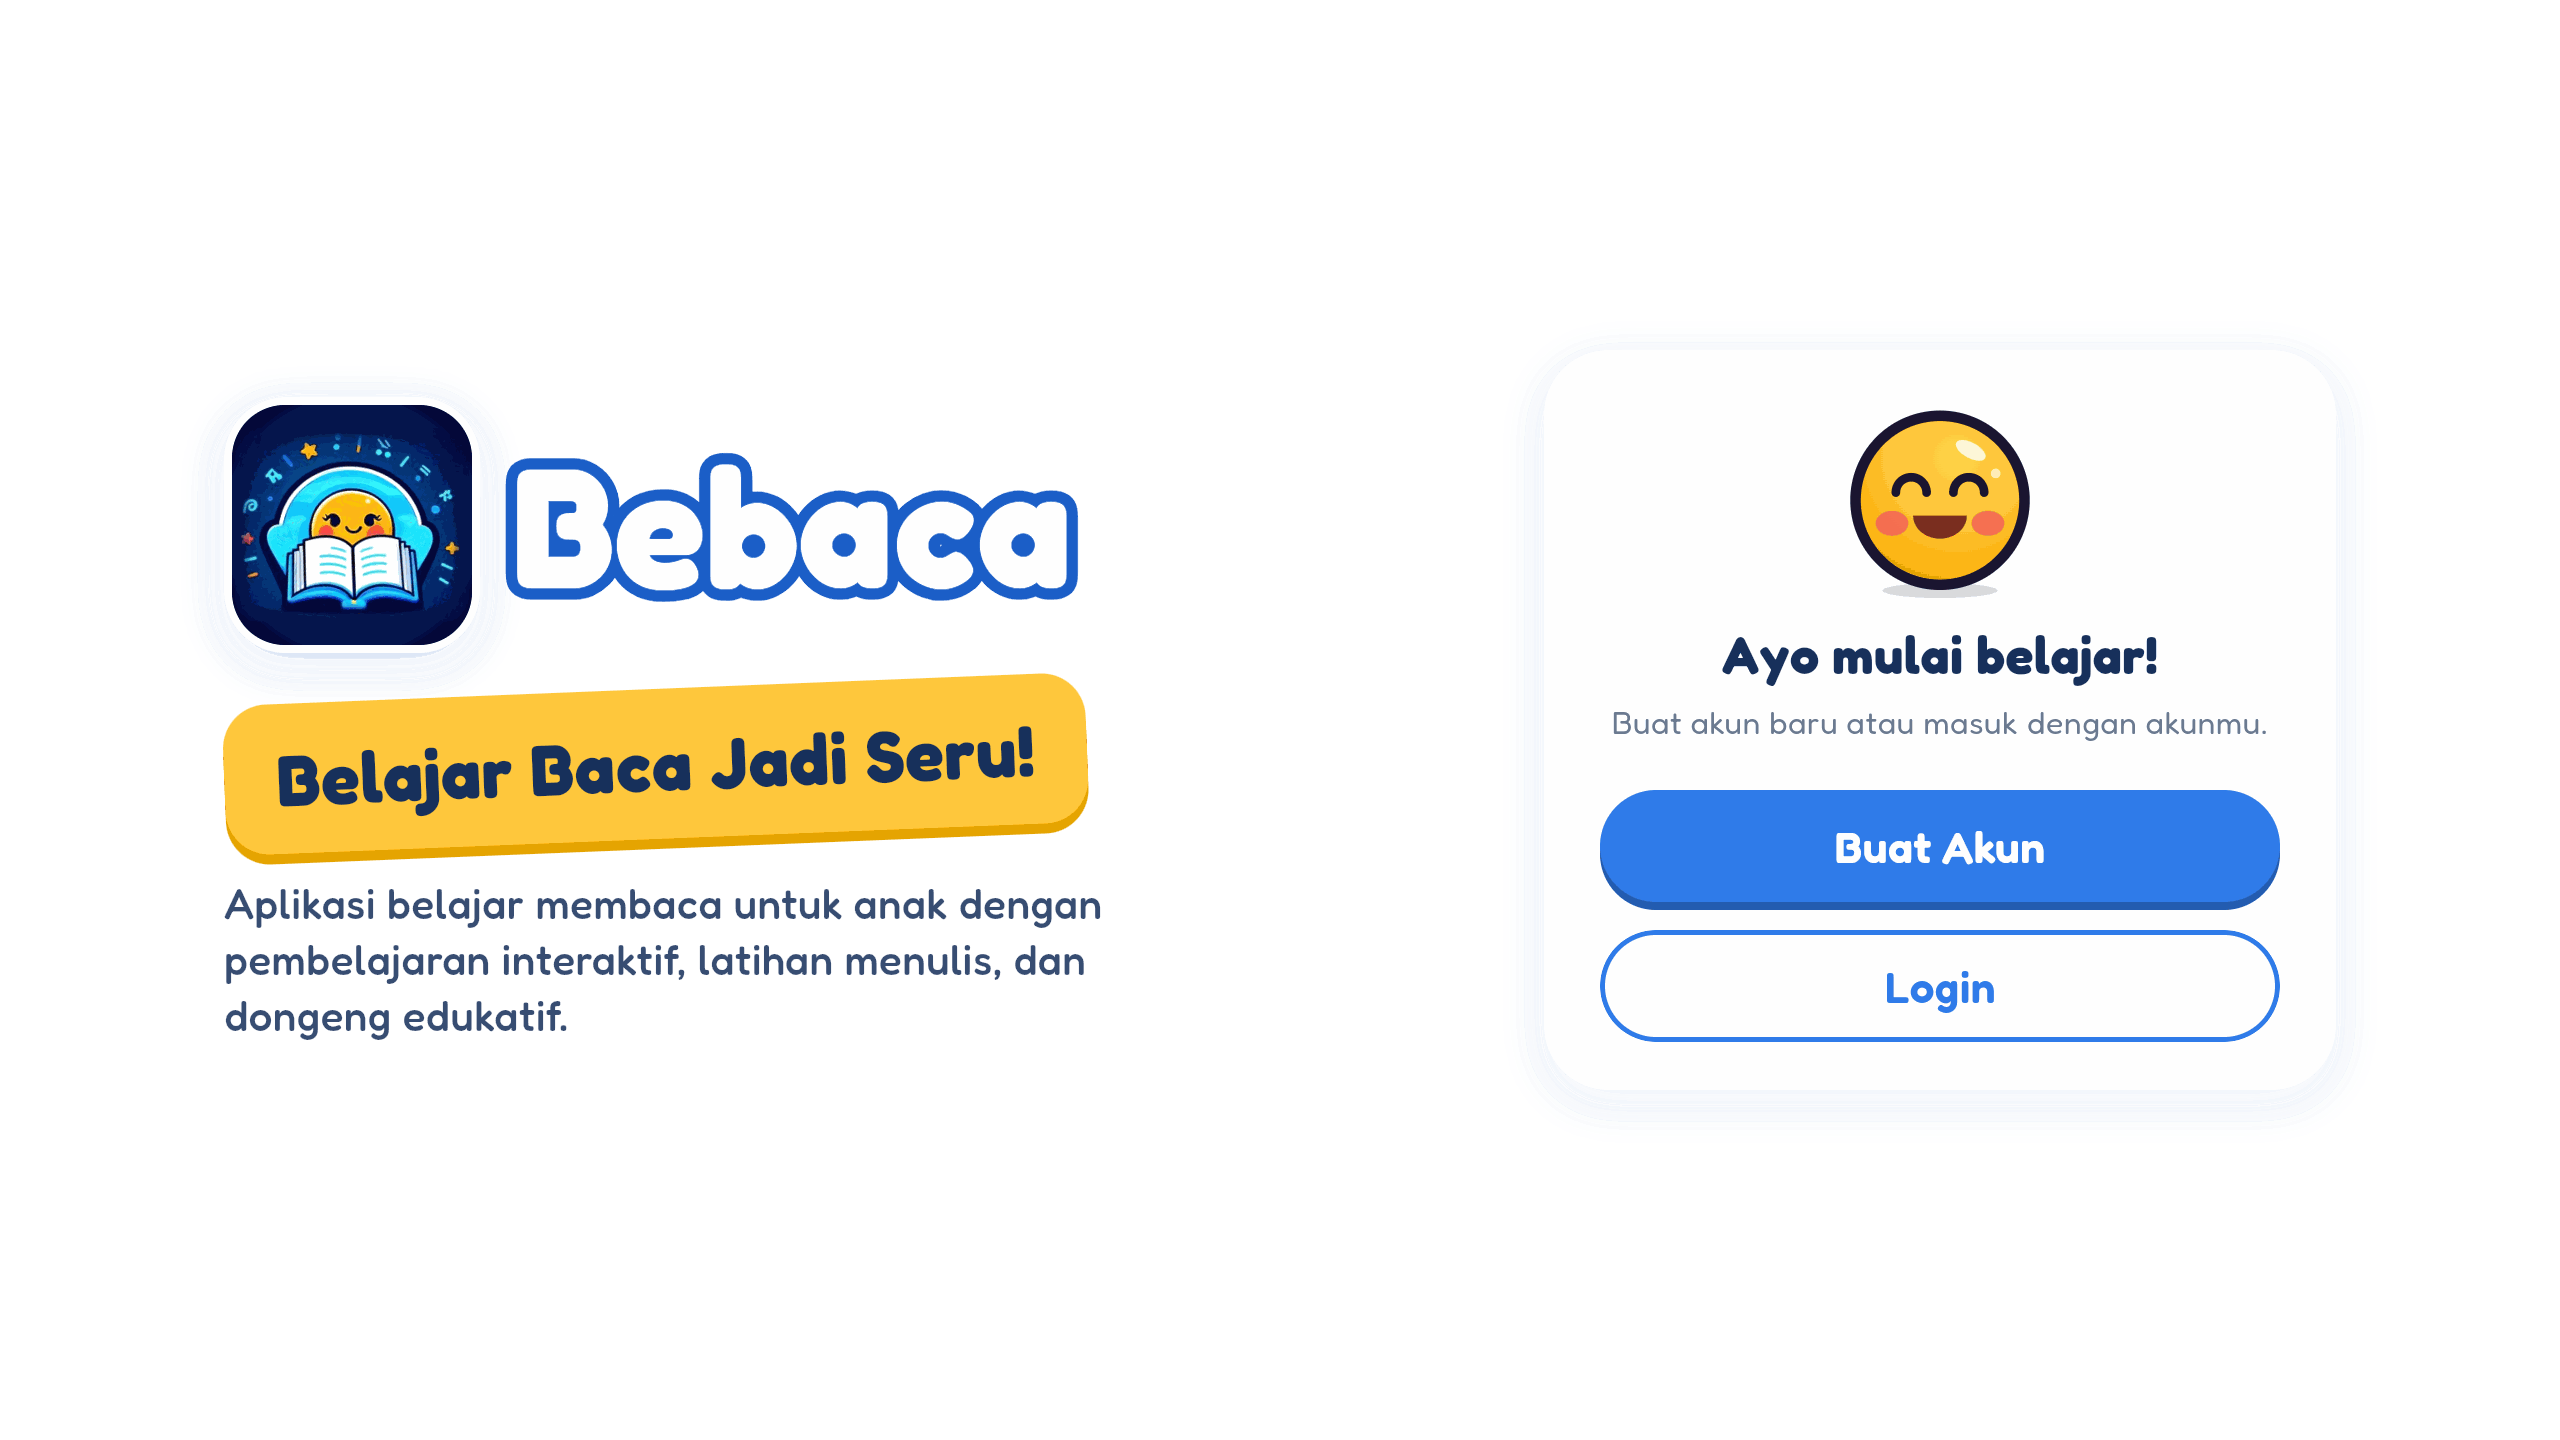 Bebaca
Belajar Baca Jadi Seru!
Aplikasi belajar membaca untuk anak dengan
pembelajaran interaktif, latihan menulis, dan
dongeng edukatif.
Ayo mulai belajar!
Buat akun baru atau masuk dengan akunmu.
Buat Akun
Login